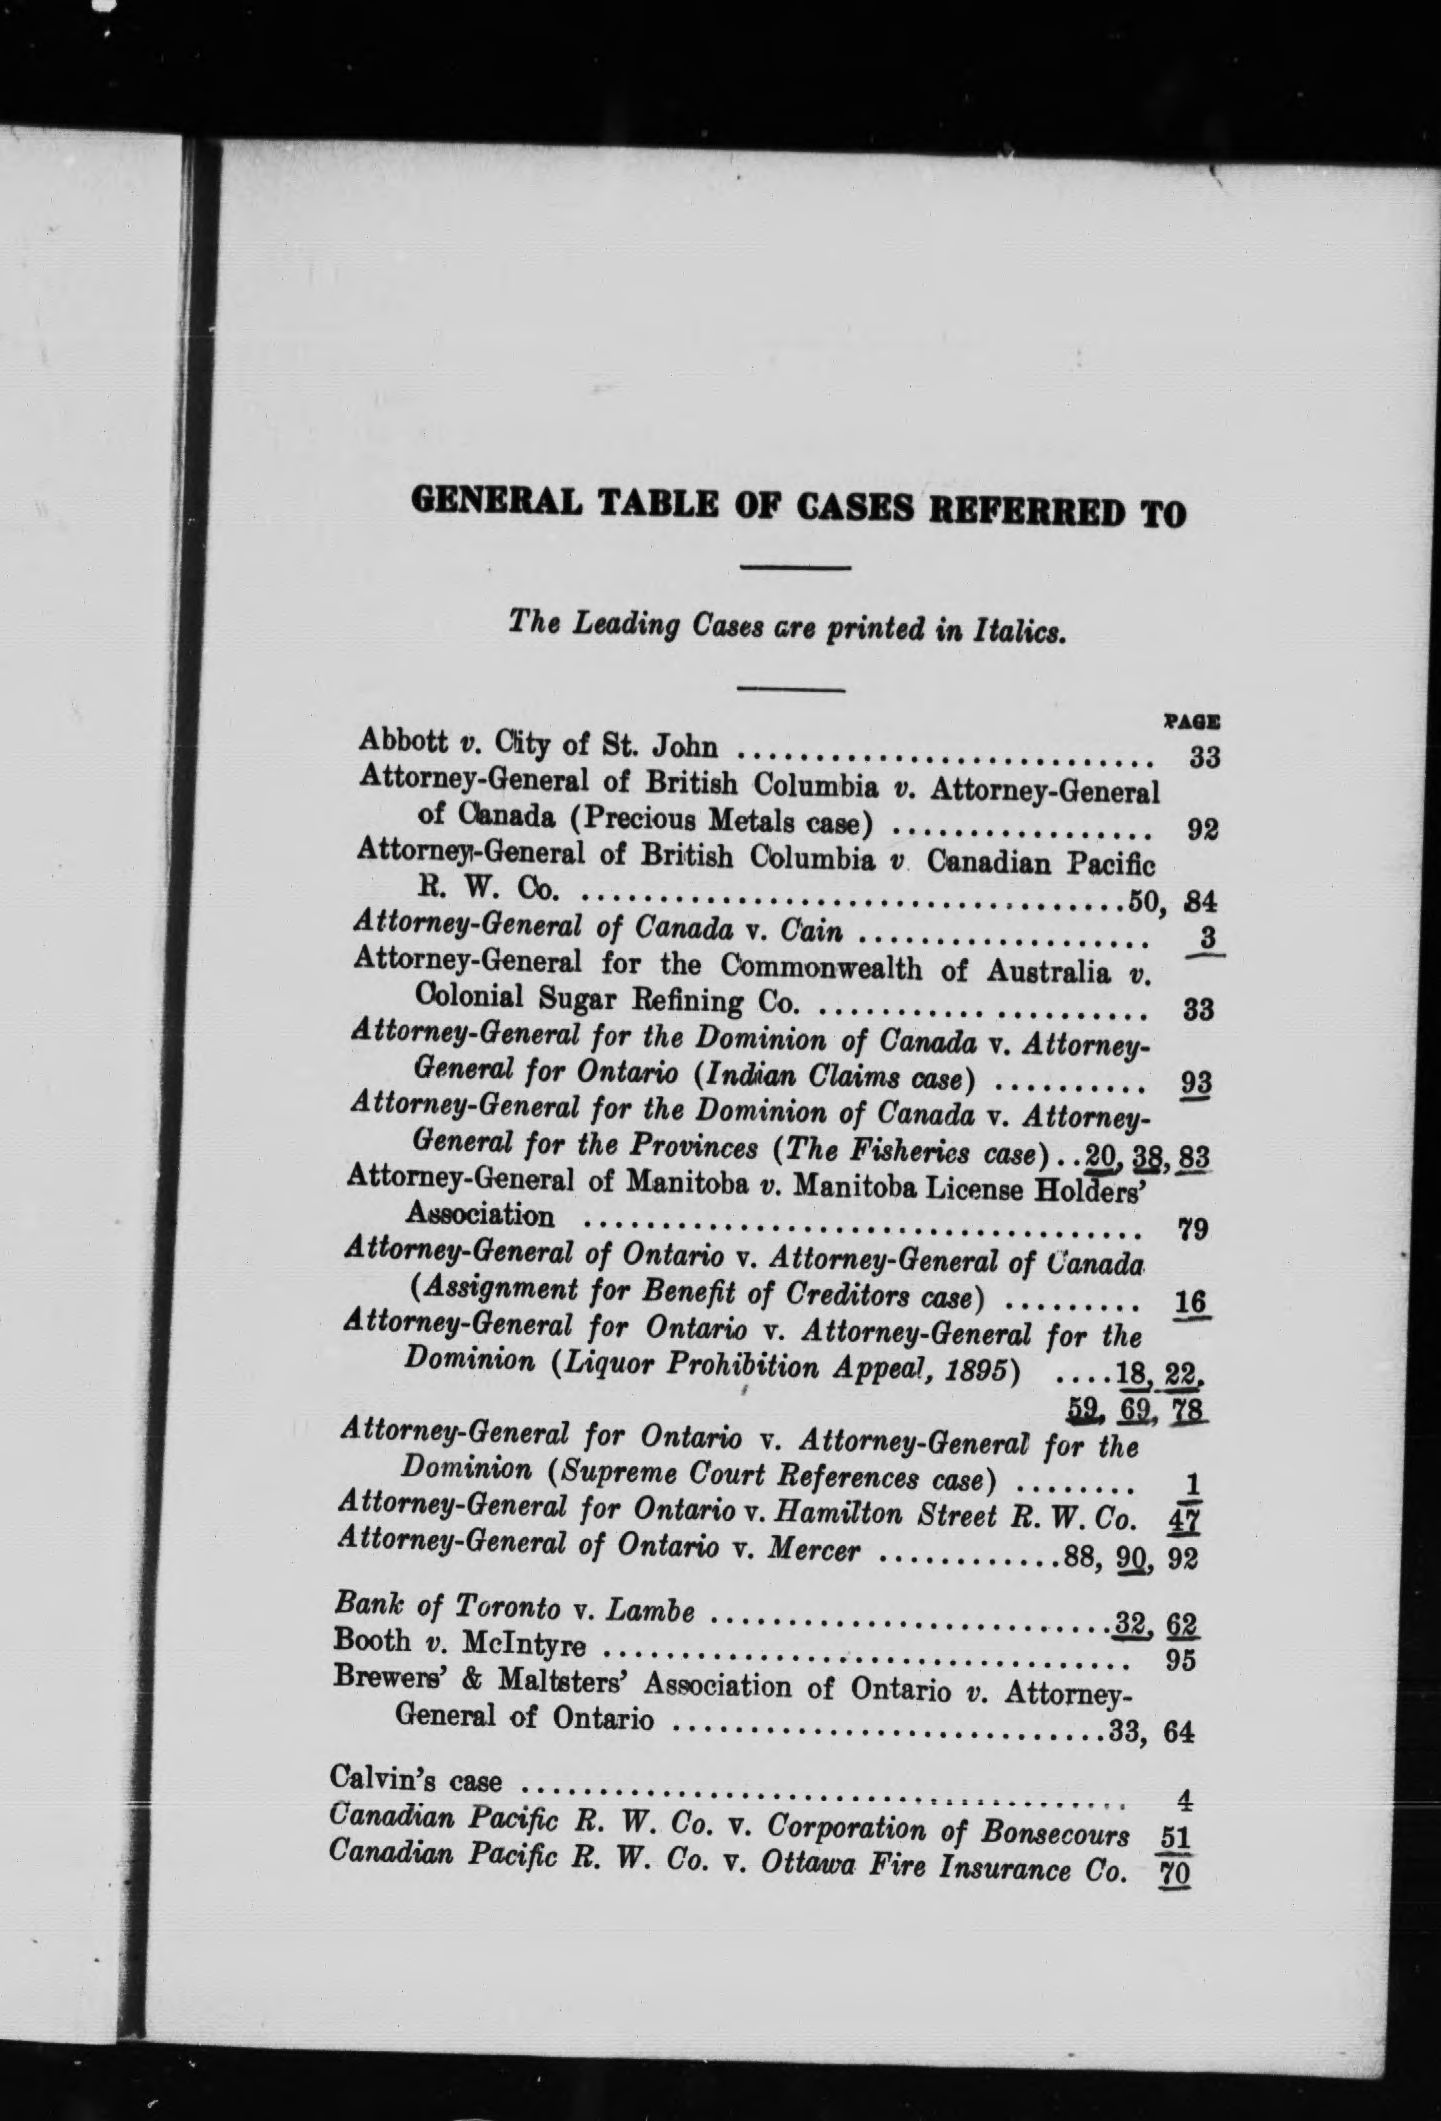 GENERAL TABLE OF CASES REFERRED TO
The Leading Cases are printed in Italics.
PAGE
Abbott v. City of St. John .............................. 33
Attorney-General of British Columbia v. Attorney-General
of Canada (Precious Metals case) ................. 92
Attorney-General of British Columbia v. Canadian Pacific
R. W. Co. ....................................50, 84
Attorney-General of Canada v. Cain ................... 3
Attorney-General for the Commonwealth of Australia v.
Colonial Sugar Refining Co. ...................... 33
Attorney-General for the Dominion of Canada v. Attorney-
General for Ontario (Indian Claims case) .......... 93
Attorney-General for the Dominion of Canada v. Attorney-
General for the Provinces (The Fisheries case)..20, 38, 83
Attorney-General of Manitoba v. Manitoba License Holders'
Association .................................... 79
Attorney-General of Ontario v. Attorney-General of Canada
(Assignment for Benefit of Creditors case) ......... 16
Attorney-General for Ontario v. Attorney-General for the
Dominion (Liquor Prohibition Appeal, 1895) ....18, 22,
59, 69, 78
Attorney-General for Ontario v. Attorney-General for the
Dominion (Supreme Court References case) ........ 1
Attorney-General for Ontario v. Hamilton Street R. W. Co. 47
Attorney-General of Ontario v. Mercer ............88, 90, 92
Bank of Toronto v. Lambe ..........................32, 62
Booth v. McIntyre .................................. 95
Brewers' & Maltsters' Association of Ontario v. Attorney-
General of Ontario ............................33, 64
Calvin's case ....................................... 4
Canadian Pacific R. W. Co. v. Corporation of Bonsecours 51
Canadian Pacific R. W. Co. v. Ottawa Fire Insurance Co. 70